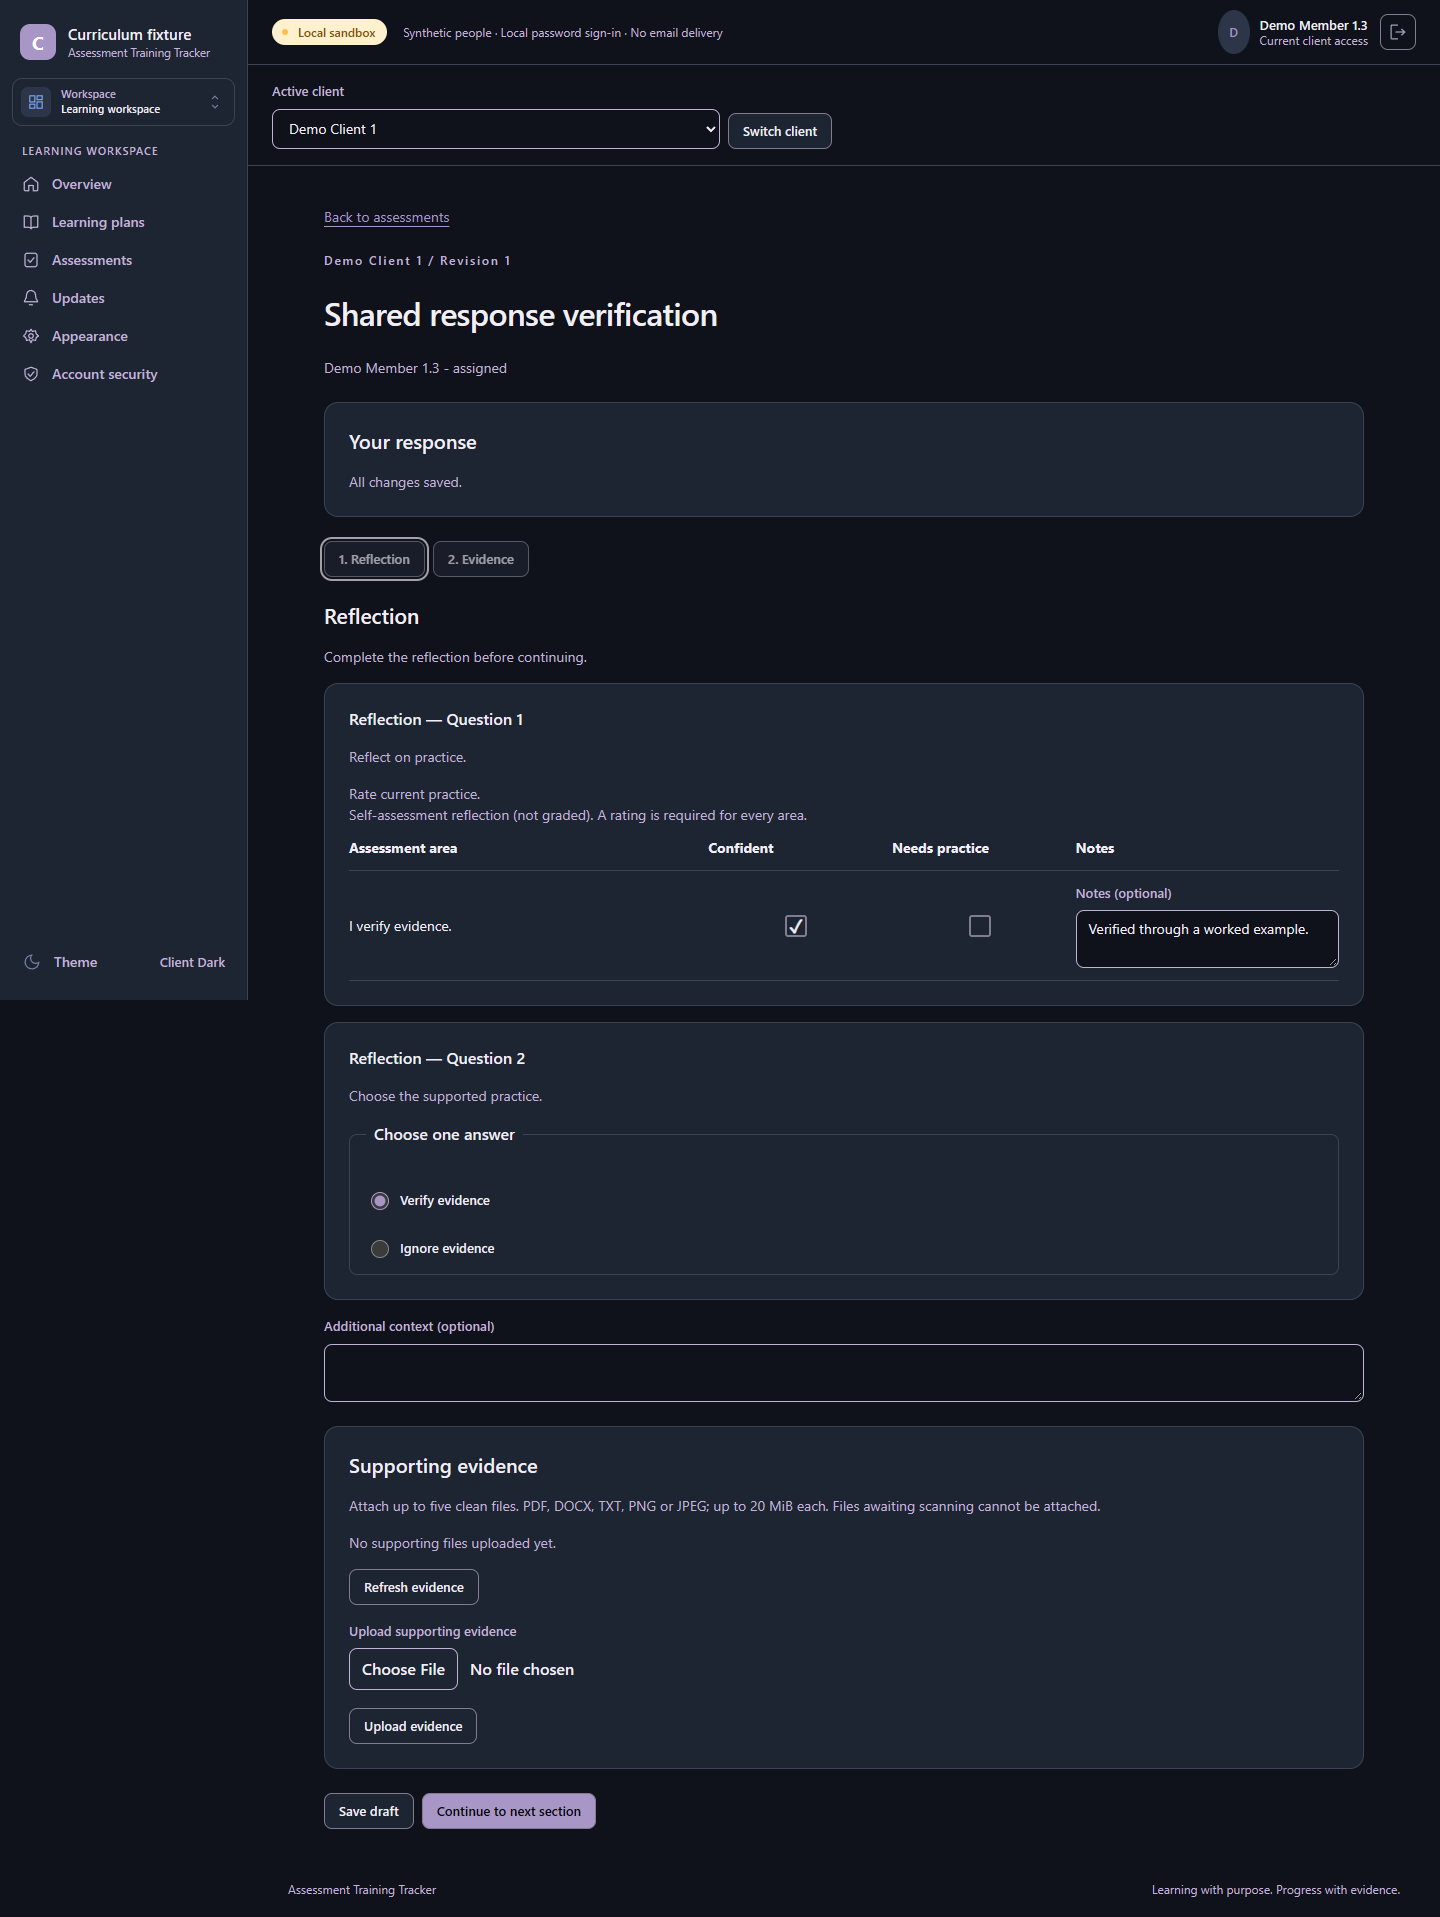 C
Curriculum fixture
Assessment Training Tracker
Workspace
Learning workspace
LEARNING WORKSPACE
Overview
Learning plans
Assessments
Updates
Appearance
Account security
Theme
Client Dark
Local sandbox
Synthetic people · Local password sign-in · No email delivery
D
Demo Member 1.3
Current client access
Active client
Demo Client 1
Switch client
Back to assessments
Demo Client 1 / Revision 1
Shared response verification
Demo Member 1.3 - assigned
Your response
All changes saved.
1. Reflection
2. Evidence
Reflection
Complete the reflection before continuing.
Reflection — Question 1
Reflect on practice.
Rate current practice.
Self-assessment reflection (not graded). A rating is required for every area.
Assessment area Confident Needs practice Notes
Notes (optional)
I verify evidence.
Verified through a worked example.
Reflection — Question 2
Choose the supported practice.
Choose one answer
Verify evidence
Ignore evidence
Additional context (optional)
Supporting evidence
Attach up to five clean files. PDF, DOCX, TXT, PNG or JPEG; up to 20 MiB each. Files awaiting scanning cannot be attached.
No supporting files uploaded yet.
Refresh evidence
Upload supporting evidence
Choose File No file chosen
Upload evidence
Save draft
Continue to next section
Assessment Training Tracker
Learning with purpose. Progress with evidence.